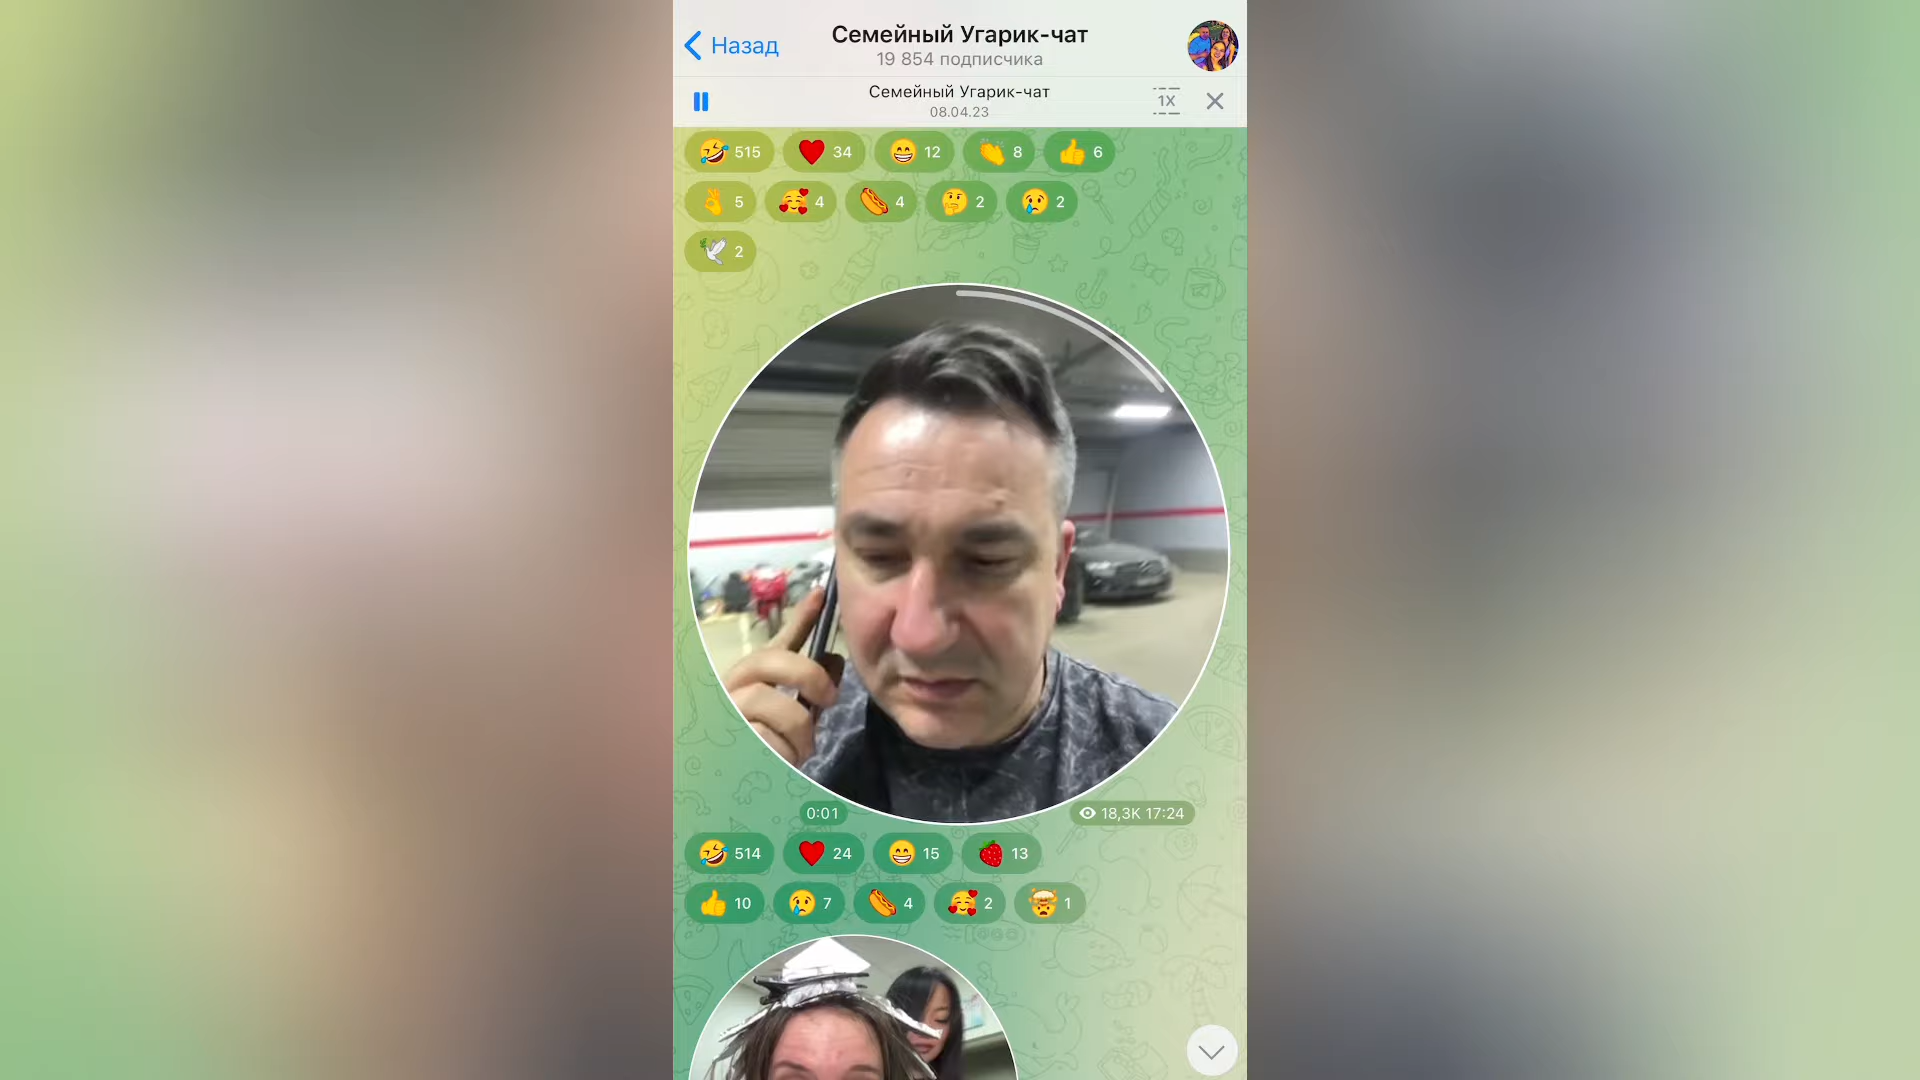 Назад
Семейный Угарик-чат
19 854 подписчика
Семейный Угарик-чат
08.04.23
1X
515 34 12 8 6
5 4 4 2 2
2
0:01
18,3K 17:24
514 24 15 13
10 7 4 2 1